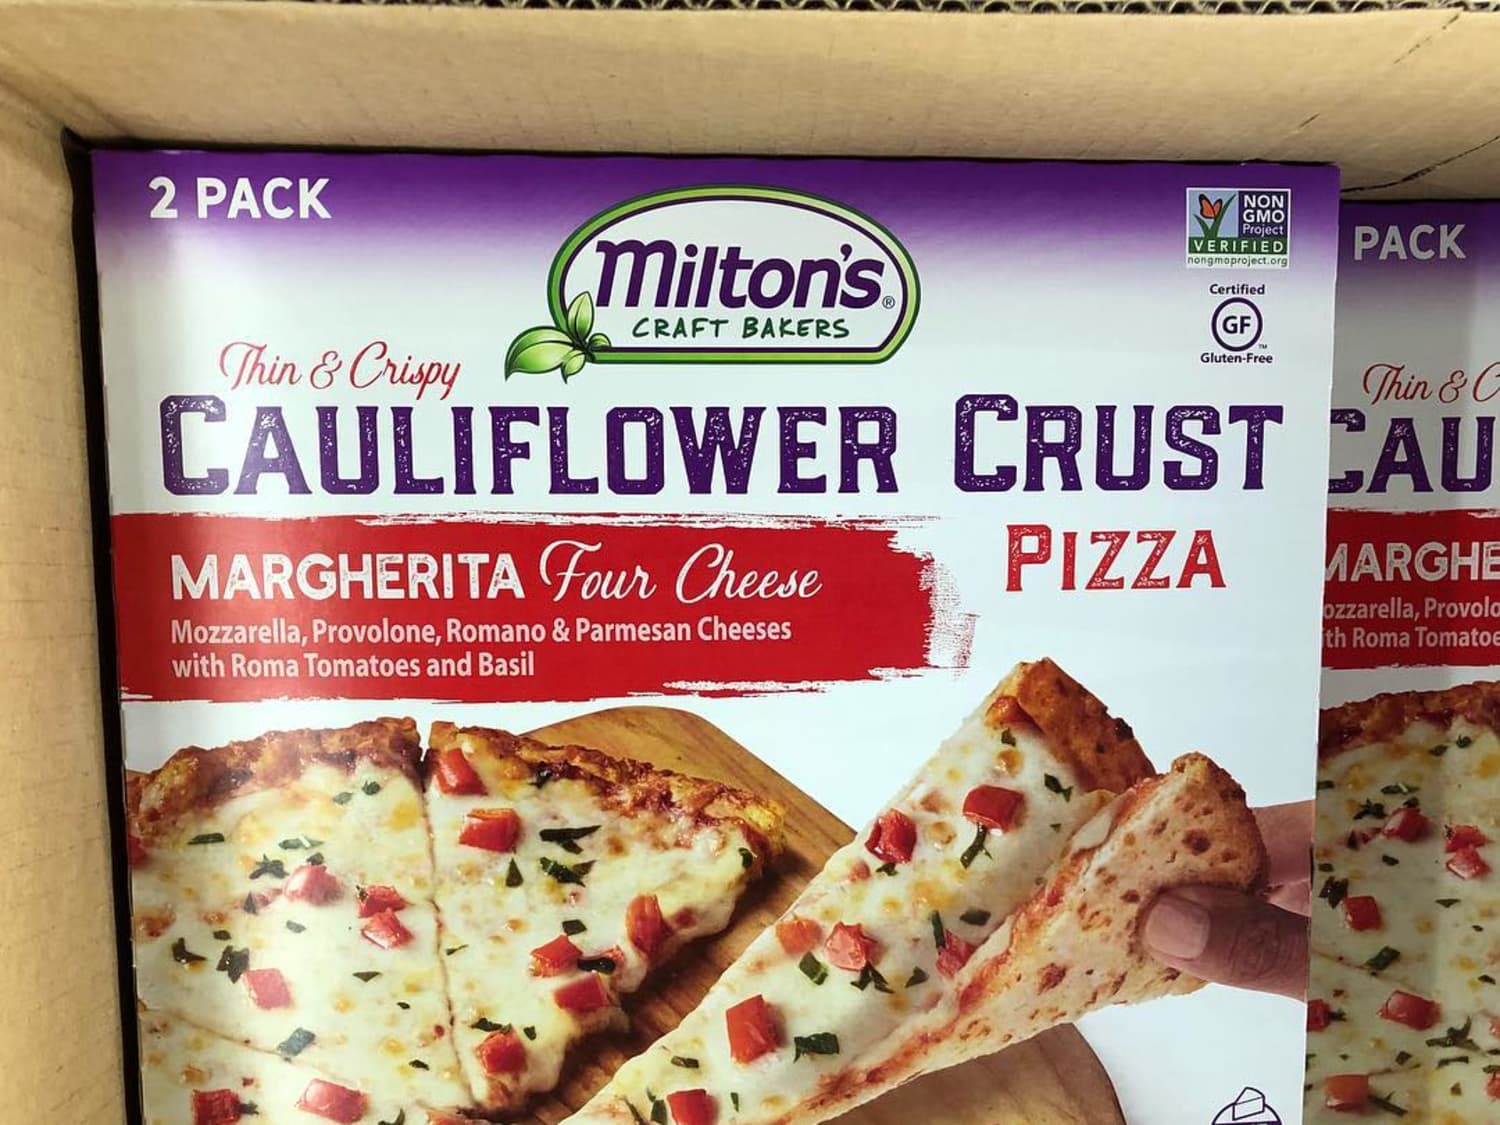 2 PACK
Milton's®
CRAFT BAKERS
NON
GMO
Project
VERIFIED
nongmoproject.org
Certified
GF
TM
Gluten-Free
Thin & Crispy
CAULIFLOWER CRUST
PIZZA
MARGHERITA Four Cheese
Mozzarella, Provolone, Romano & Parmesan Cheeses
with Roma Tomatoes and Basil
PACK
Thin & C
CAU
MARGHE
ozzarella, Provolo
th Roma Tomatoe